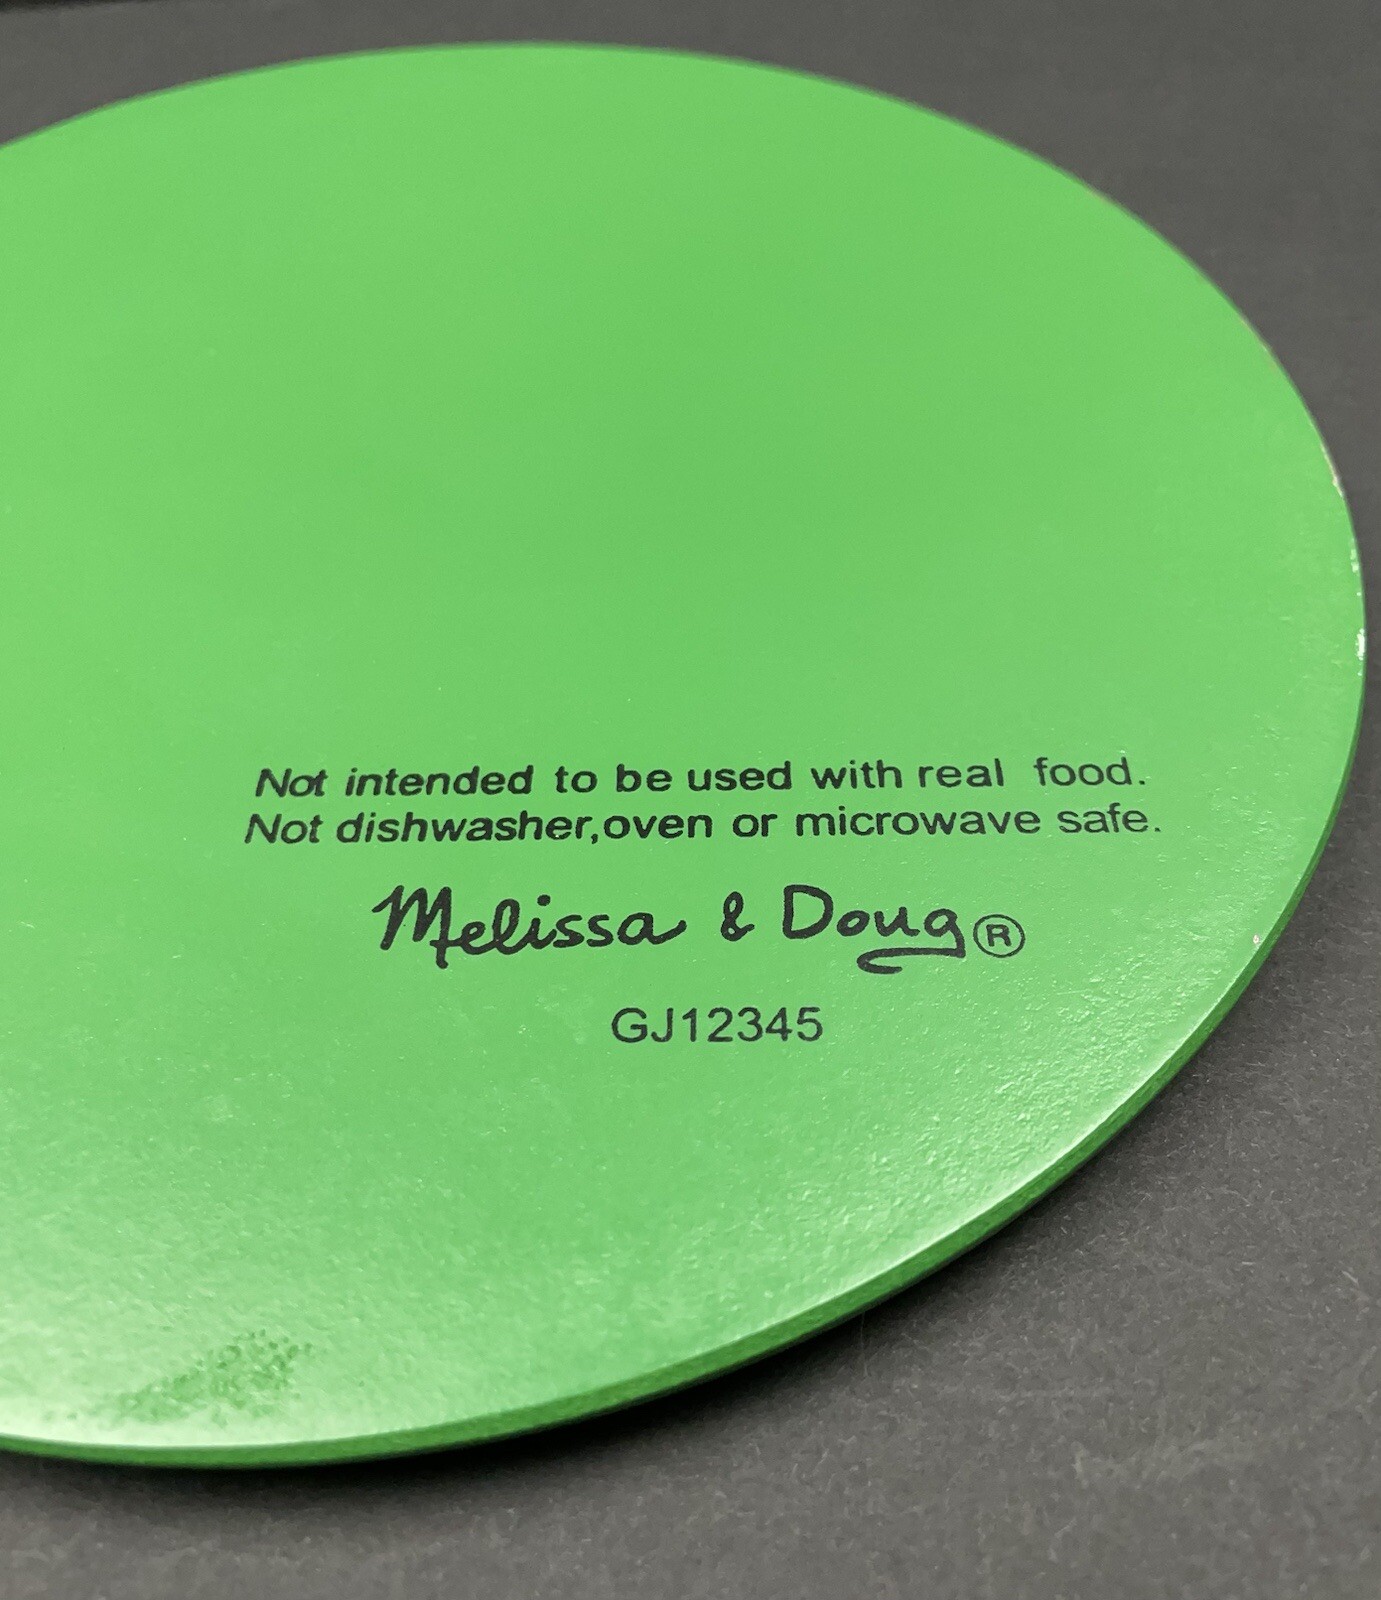 Not intended to be used with real food.
Not dishwasher,oven or microwave safe.
Melissa & Doug®
GJ12345